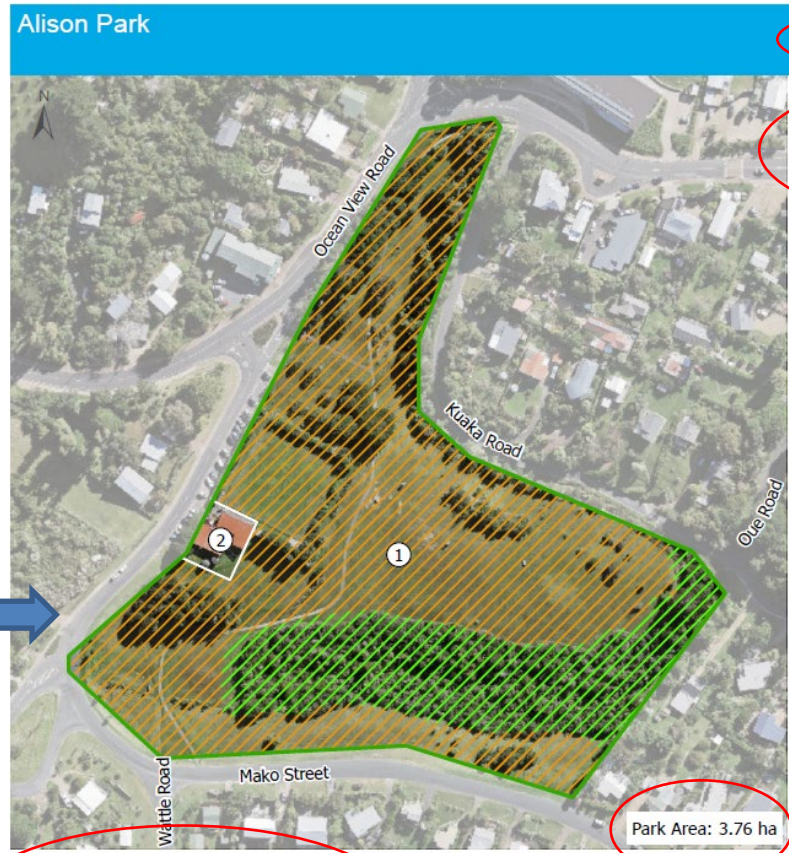 Alison Park
N
Ocean View Road
Kuaka Road
Oue Road
2
1
Mako Street
Wattle Road
Park Area: 3.76 ha